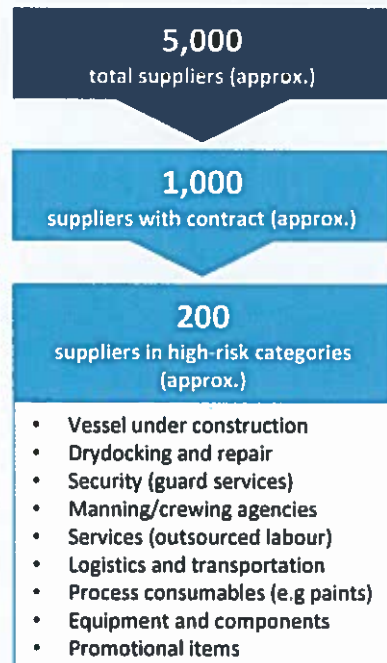 5,000
total suppliers (approx.)
1,000
suppliers with contract (approx.)
200
suppliers in high-risk categories
(approx.)
• Vessel under construction
• Drydocking and repair
• Security (guard services)
• Manning/crewing agencies
• Services (outsourced labour)
• Logistics and transportation
• Process consumables (e.g paints)
• Equipment and components
• Promotional items